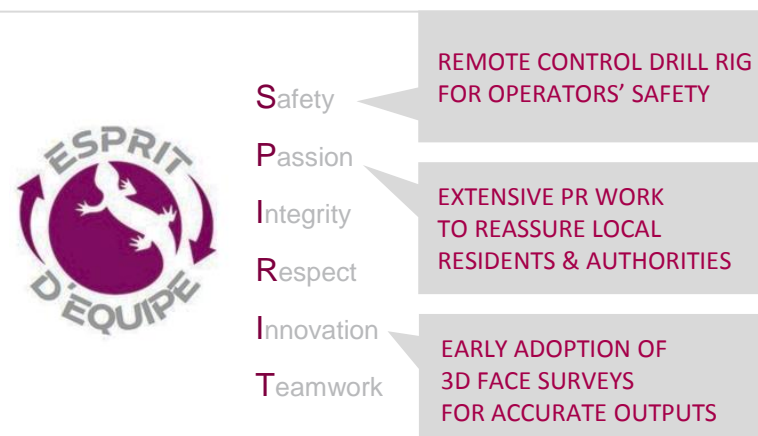 ESPRIT
D'ÉQUIPE
Safety
Passion
Integrity
Respect
Innovation
Teamwork
REMOTE CONTROL DRILL RIG
FOR OPERATORS' SAFETY
EXTENSIVE PR WORK
TO REASSURE LOCAL
RESIDENTS & AUTHORITIES
EARLY ADOPTION OF
3D FACE SURVEYS
FOR ACCURATE OUTPUTS